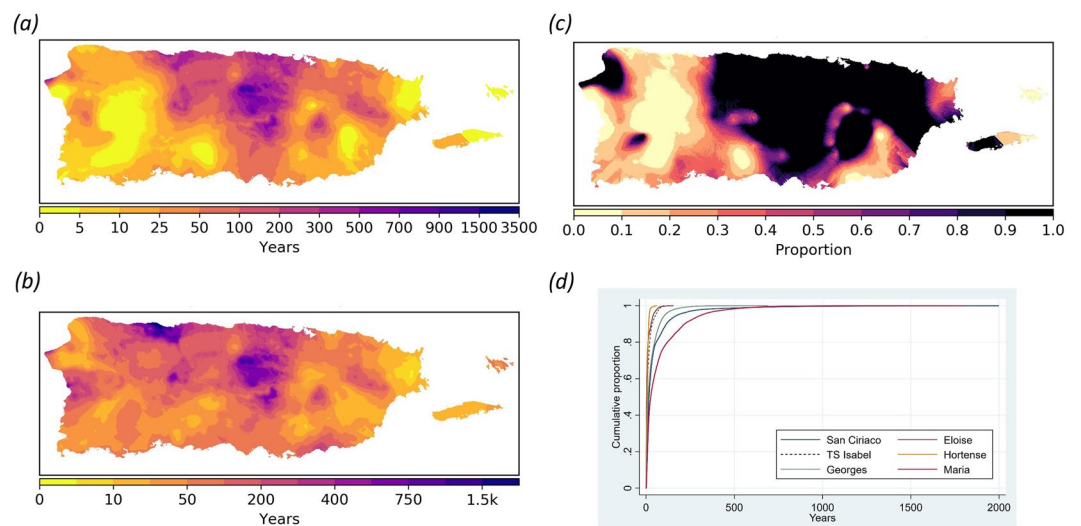 (a)
0 5 10 25 50 100 200 300 500 700 900 1500 3500
Years
(b)
0 10 50 200 400 750 1.5k
Years
(c)
0.0 0.1 0.2 0.3 0.4 0.5 0.6 0.7 0.8 0.9 1.0
Proportion
(d)
Cumulative proportion
1
.8
.6
.4
.2
0
San Ciriaco Eloise
TS Isabel Hortense
Georges Maria
0 500 1000 1500 2000
Years